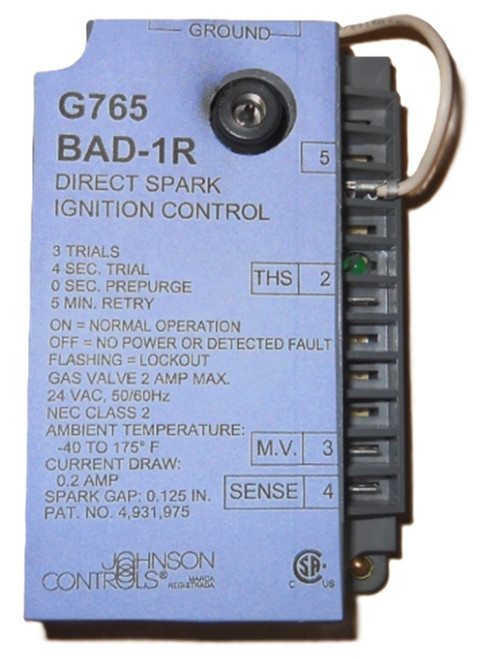 GROUND
G765
BAD-1R
5
DIRECT SPARK
IGNITION CONTROL
3 TRIALS
4 SEC. TRIAL
THS 2
0 SEC. PREPURGE
5 MIN. RETRY
ON = NORMAL OPERATION
OFF = NO POWER OR DETECTED FAULT
FLASHING = LOCKOUT
GAS VALVE 2 AMP MAX.
24 VAC, 50/60Hz
NEC CLASS 2
AMBIENT TEMPERATURE:
-40 TO 175° F
M.V. 3
CURRENT DRAW:
0.2 AMP
SENSE 4
SPARK GAP: 0.125 IN.
PAT. NO. 4,931,975
JOHNSON
CONTROLS®
MARCA
REGISTRADA
SA
C US